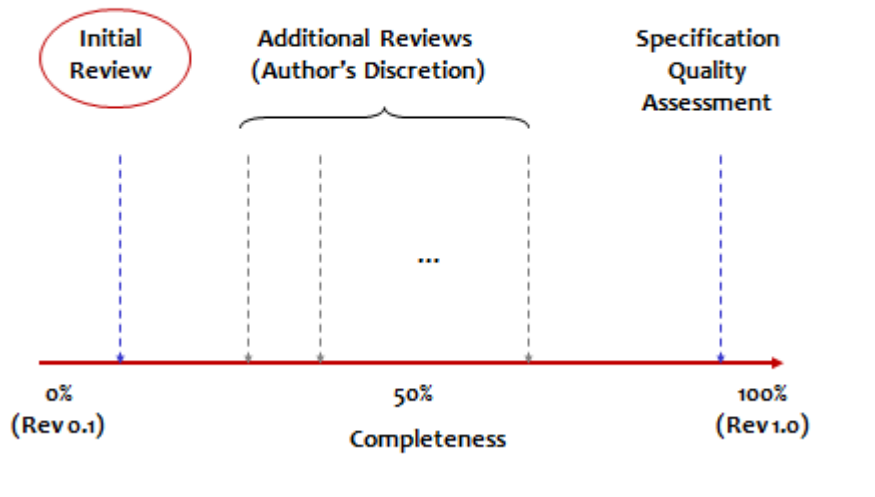 Initial
Review
Additional Reviews
(Author's Discretion)
Specification
Quality
Assessment
...
0%
(Rev 0.1)
50%
100%
(Rev 1.0)
Completeness